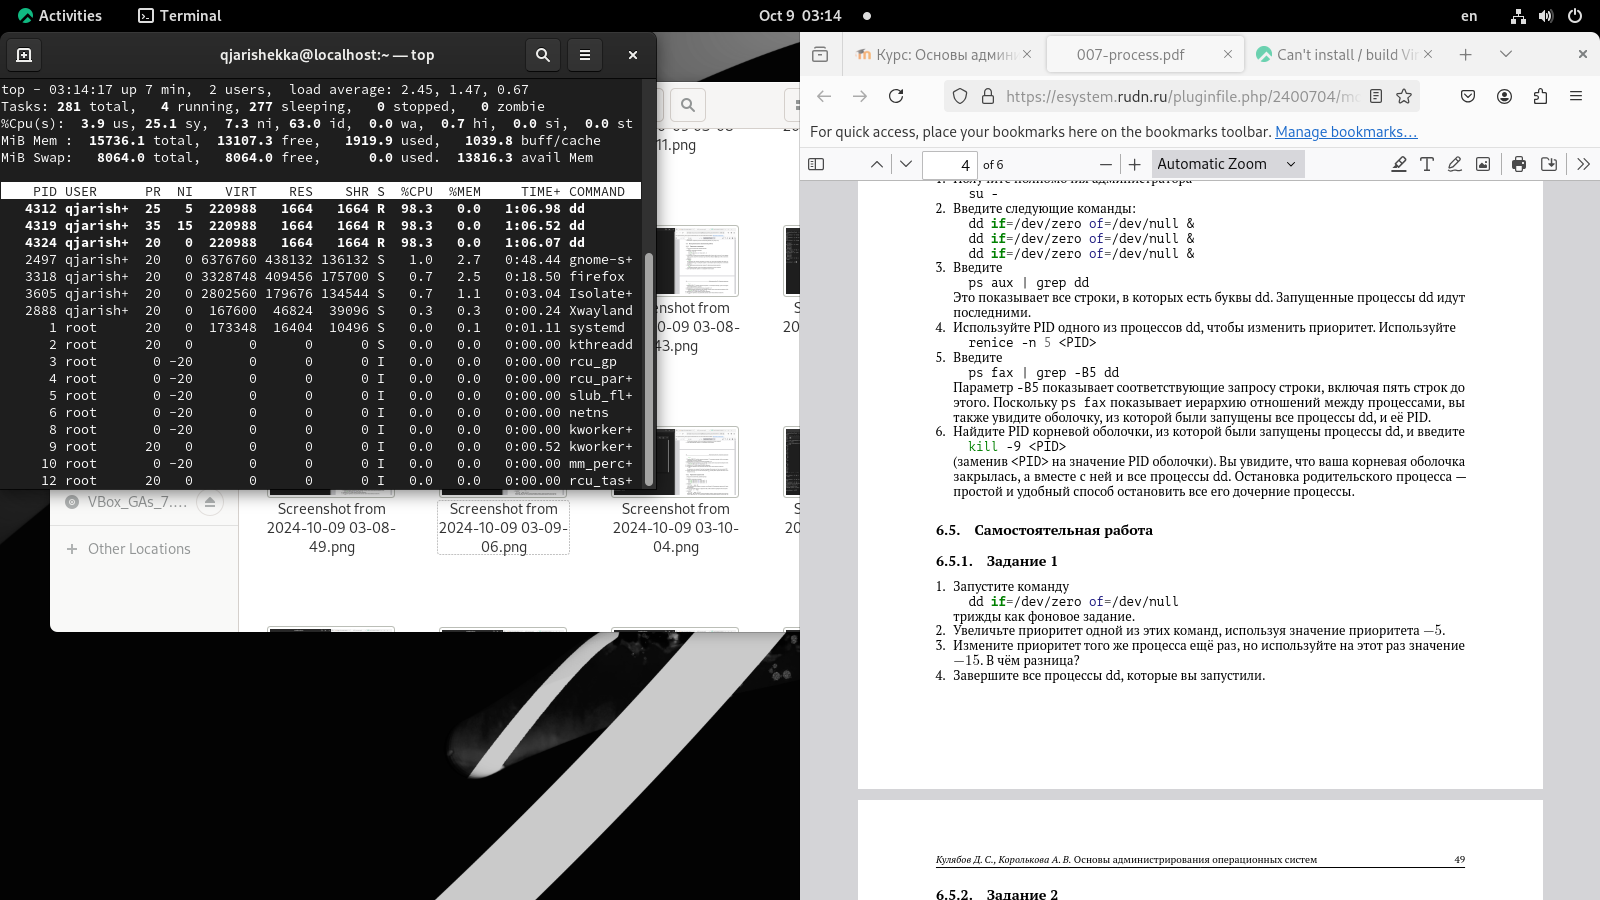 Activities
Terminal
Oct 9 03:14
en
qjarishekka@localhost:~ — top
top - 03:14:17 up 7 min,  2 users,  load average: 2.45, 1.47, 0.67
Tasks: 281 total,   4 running, 277 sleeping,   0 stopped,   0 zombie
%Cpu(s):  3.9 us, 25.1 sy,  7.3 ni, 63.0 id,  0.0 wa,  0.7 hi,  0.0 si,  0.0 st
MiB Mem :  15736.1 total,  13107.3 free,   1919.9 used,   1039.8 buff/cache
MiB Swap:   8064.0 total,   8064.0 free,      0.0 used.  13816.3 avail Mem
PID USER      PR  NI    VIRT    RES    SHR S  %CPU  %MEM     TIME+ COMMAND
4312 qjarish+  25   5  220988   1664   1664 R  98.3   0.0   1:06.98 dd
4319 qjarish+  35  15  220988   1664   1664 R  98.3   0.0   1:06.52 dd
4324 qjarish+  20   0  220988   1664   1664 R  98.3   0.0   1:06.07 dd
2497 qjarish+  20   0 6376760 438132 136132 S   1.0   2.7   0:48.44 gnome-s+
3318 qjarish+  20   0 3328748 409456 175700 S   0.7   2.5   0:18.50 firefox
3605 qjarish+  20   0 2802560 179676 134544 S   0.7   1.1   0:03.04 Isolate+
2888 qjarish+  20   0  167600  46824  39096 S   0.3   0.3   0:00.24 Xwayland
1 root      20   0  173348  16404  10496 S   0.0   0.1   0:01.11 systemd
2 root      20   0       0      0      0 S   0.0   0.0   0:00.00 kthreadd
3 root       0 -20       0      0      0 I   0.0   0.0   0:00.00 rcu_gp
4 root       0 -20       0      0      0 I   0.0   0.0   0:00.00 rcu_par+
5 root       0 -20       0      0      0 I   0.0   0.0   0:00.00 slub_fl+
6 root       0 -20       0      0      0 I   0.0   0.0   0:00.00 netns
8 root       0 -20       0      0      0 I   0.0   0.0   0:00.00 kworker+
9 root      20   0       0      0      0 I   0.0   0.0   0:00.52 kworker+
10 root       0 -20       0      0      0 I   0.0   0.0   0:00.00 mm_perc+
12 root      20   0       0      0      0 I   0.0   0.0   0:00.00 rcu_tas+
11.png
Screenshot from
43.png
VBox_GAs_7....
Other Locations
Screenshot from
2024-10-09 03-08-
49.png
Screenshot from
2024-10-09 03-09-
06.png
Screenshot from
2024-10-09 03-10-
04.png
Курс: Основы админ
007-process.pdf
Can't install / build Vir
https://esystem.rudn.ru/pluginfile.php/2400704/mo
For quick access, place your bookmarks here on the bookmarks toolbar. Manage bookmarks…
4 of 6
Automatic Zoom
1. Получите полномочия администратора
su -
2. Введите следующие команды:
dd if=/dev/zero of=/dev/null &
dd if=/dev/zero of=/dev/null &
dd if=/dev/zero of=/dev/null &
3. Введите
ps aux | grep dd
Это показывает все строки, в которых есть буквы dd. Запущенные процессы dd идут
последними.
4. Используйте PID одного из процессов dd, чтобы изменить приоритет. Используйте
renice -n 5 <PID>
5. Введите
ps fax | grep -B5 dd
Параметр -B5 показывает соответствующие запросу строки, включая пять строк до
этого. Поскольку ps fax показывает иерархию отношений между процессами, вы
также увидите оболочку, из которой были запущены все процессы dd, и её PID.
6. Найдите PID корневой оболочки, из которой были запущены процессы dd, и введите
kill -9 <PID>
(заменив <PID> на значение PID оболочки). Вы увидите, что ваша корневая оболочка
закрылась, а вместе с ней и все процессы dd. Остановка родительского процесса —
простой и удобный способ остановить все его дочерние процессы.
6.5. Самостоятельная работа
6.5.1. Задание 1
1. Запустите команду
dd if=/dev/zero of=/dev/null
трижды как фоновое задание.
2. Увеличьте приоритет одной из этих команд, используя значение приоритета −5.
3. Измените приоритет того же процесса ещё раз, но используйте на этот раз значение
−15. В чём разница?
4. Завершите все процессы dd, которые вы запустили.
Кулябов Д. С., Королькова А. В. Основы администрирования операционных систем 49
6.5.2. Задание 2